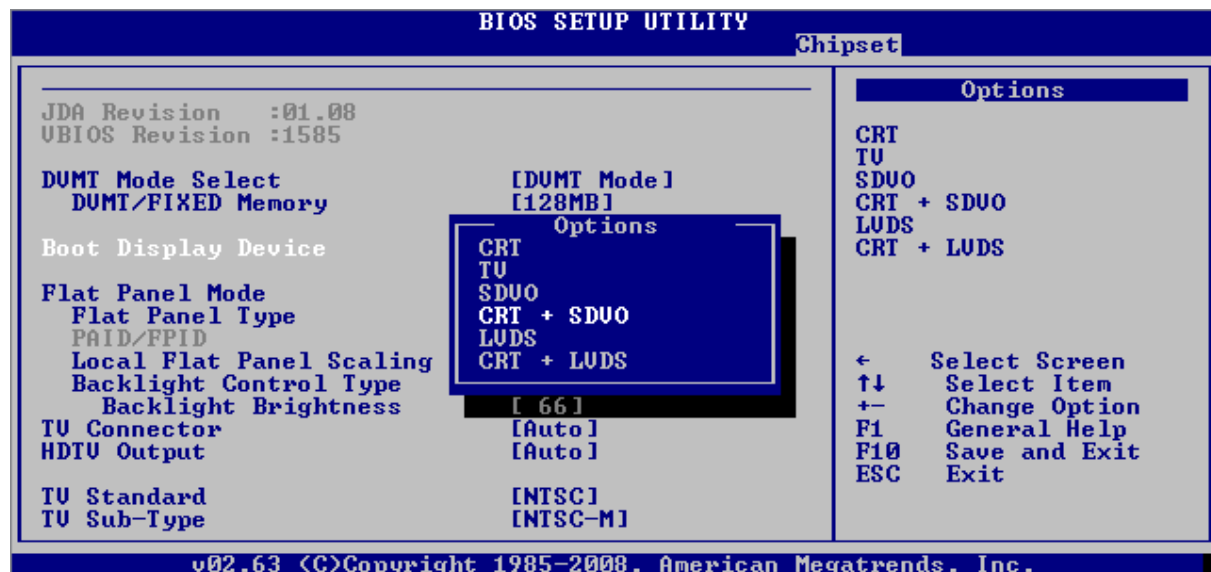 BIOS SETUP UTILITY
Chipset
JDA Revision :01.08
VBIOS Revision :1585
DVMT Mode Select [DVMT Mode]
DVMT/FIXED Memory [128MB]
Boot Display Device
Flat Panel Mode
Flat Panel Type
PAID/FPID
Local Flat Panel Scaling
Backlight Control Type
Backlight Brightness [ 66]
TV Connector [Auto]
HDTV Output [Auto]
TV Standard [NTSC]
TV Sub-Type [NTSC-M]
Options
CRT
TV
SDVO
CRT + SDVO
LVDS
CRT + LVDS
Options
CRT
TV
SDVO
CRT + SDVO
LVDS
CRT + LVDS
← Select Screen
↑↓ Select Item
+- Change Option
F1 General Help
F10 Save and Exit
ESC Exit
v02.63 (C)Copyright 1985-2008, American Megatrends, Inc.